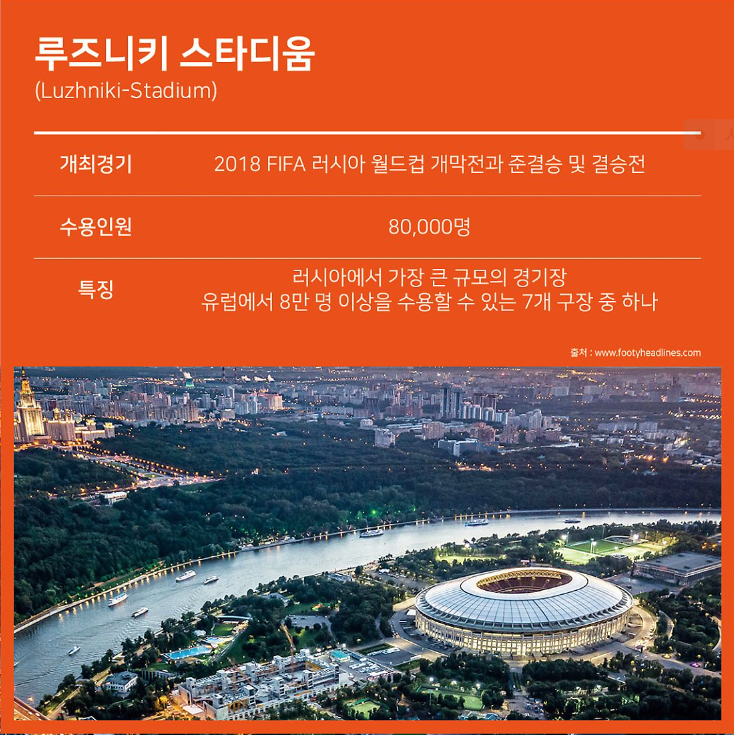 루즈니키 스타디움
(Luzhniki-Stadium)
개최경기 2018 FIFA 러시아 월드컵 개막전과 준결승 및 결승전
수용인원 80,000명
특징 러시아에서 가장 큰 규모의 경기장
유럽에서 8만 명 이상을 수용할 수 있는 7개 구장 중 하나
출처 : www.footyheadlines.com